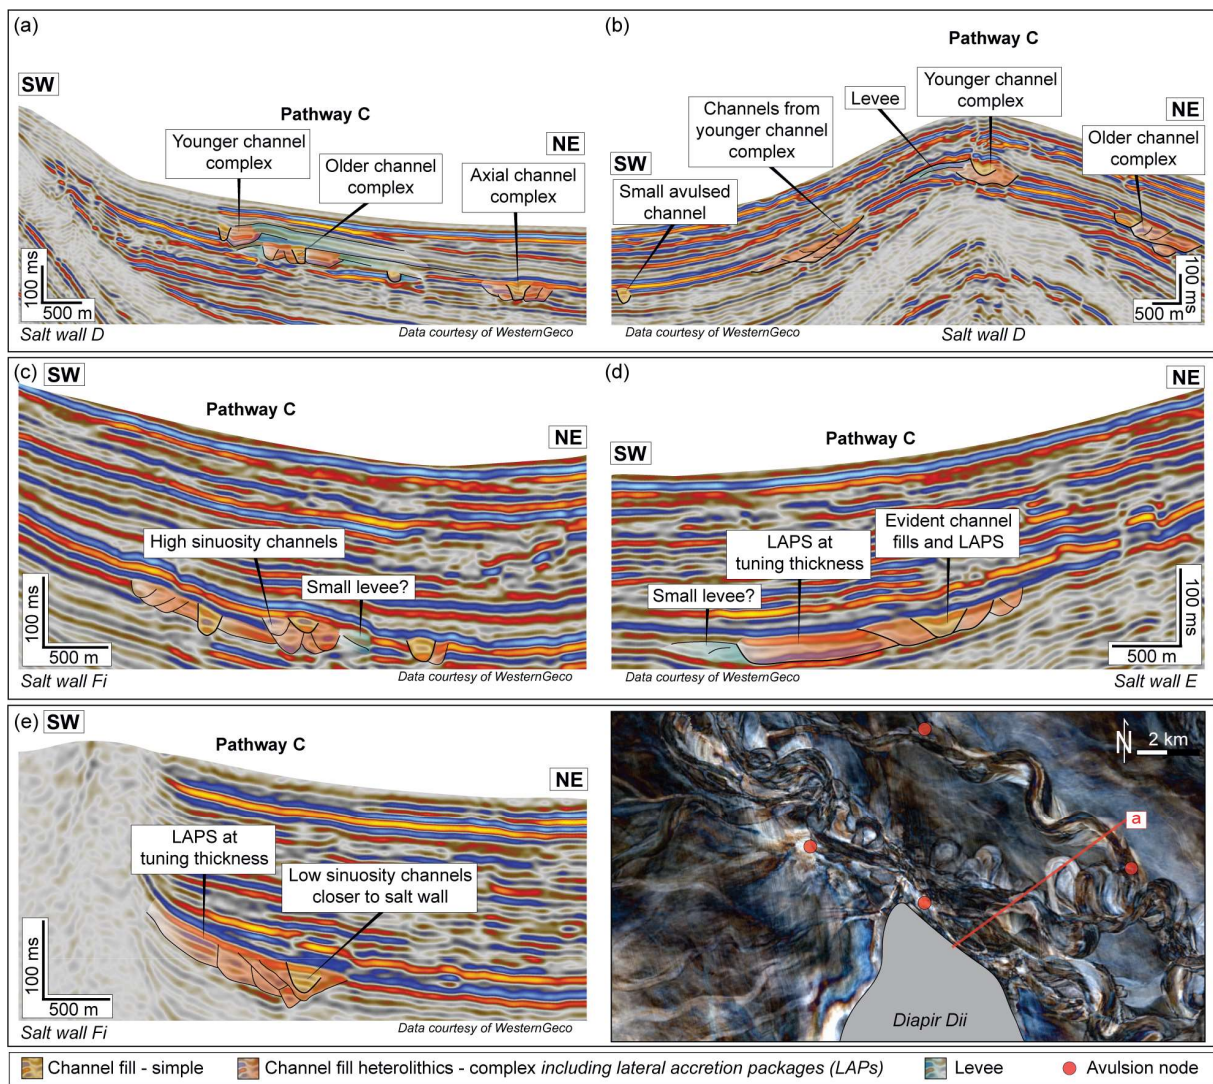 (a)
SW
Pathway C
Younger channel
complex
Older channel
complex
NE
Axial channel
complex
100 ms
500 m
Salt wall D
Data courtesy of WesternGeco
(b)
Pathway C
Younger channel
complex
Levee
Channels from
younger channel
complex
NE
Older channel
complex
SW
Small avulsed
channel
100 ms
500 m
Data courtesy of WesternGeco
Salt wall D
(c)
SW
Pathway C
NE
High sinuosity channels
Small levee?
100 ms
500 m
Salt wall Fi
Data courtesy of WesternGeco
(d)
NE
Pathway C
SW
Evident channel
fills and LAPS
LAPS at
tuning thickness
Small levee?
100 ms
500 m
Data courtesy of WesternGeco
Salt wall E
(e)
SW
Pathway C
NE
LAPS at
tuning thickness
Low sinuosity channels
closer to salt wall
100 ms
500 m
Salt wall Fi
Data courtesy of WesternGeco
N
2 km
a
Diapir Dii
Channel fill - simple
Channel fill heterolithics - complex including lateral accretion packages (LAPs)
Levee
Avulsion node